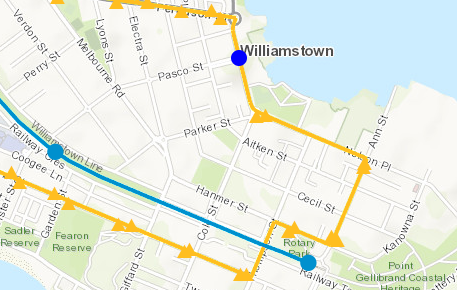 Ferguson
Verdon St
Lyons St
Electra St
Williamstown
Melbourne Rd
Perry St
Pasco St
Ann St
Parker St
Aitken St
Nelson Pl
Williamstown Line
Railway Cres
Coogee Ln
Hanmer St
Cecil St
Kanowna St
Garden St
Sadler
Reserve
Fearon
Reserve
Giffard St
Rotary
Park
Railway
Point
Gellibrand Coastal
Heritage